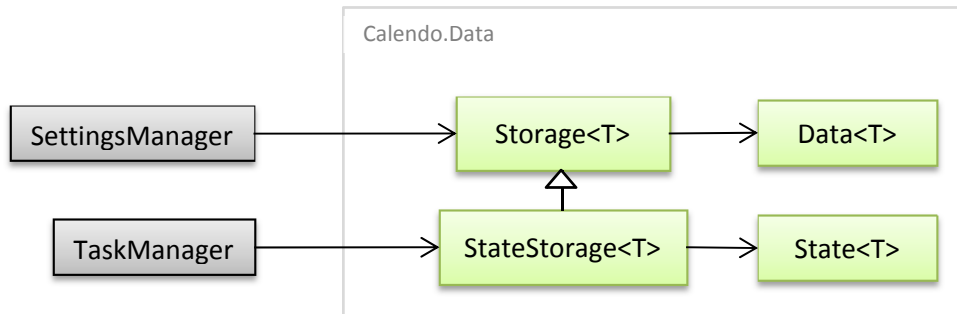 Calendo.Data
SettingsManager
Storage<T>
Data<T>
TaskManager
StateStorage<T>
State<T>